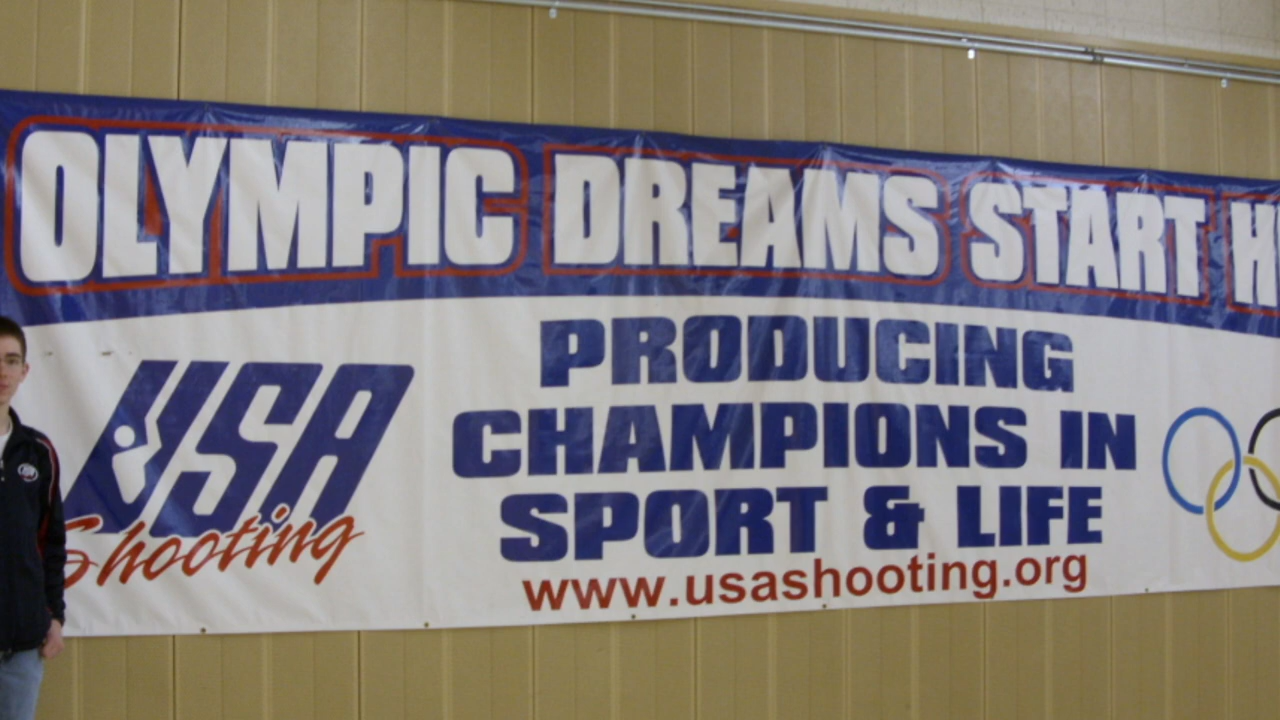 OLYMPIC DREAMS START H
USA
Shooting
PRODUCING
CHAMPIONS IN
SPORT & LIFE
www.usashooting.org